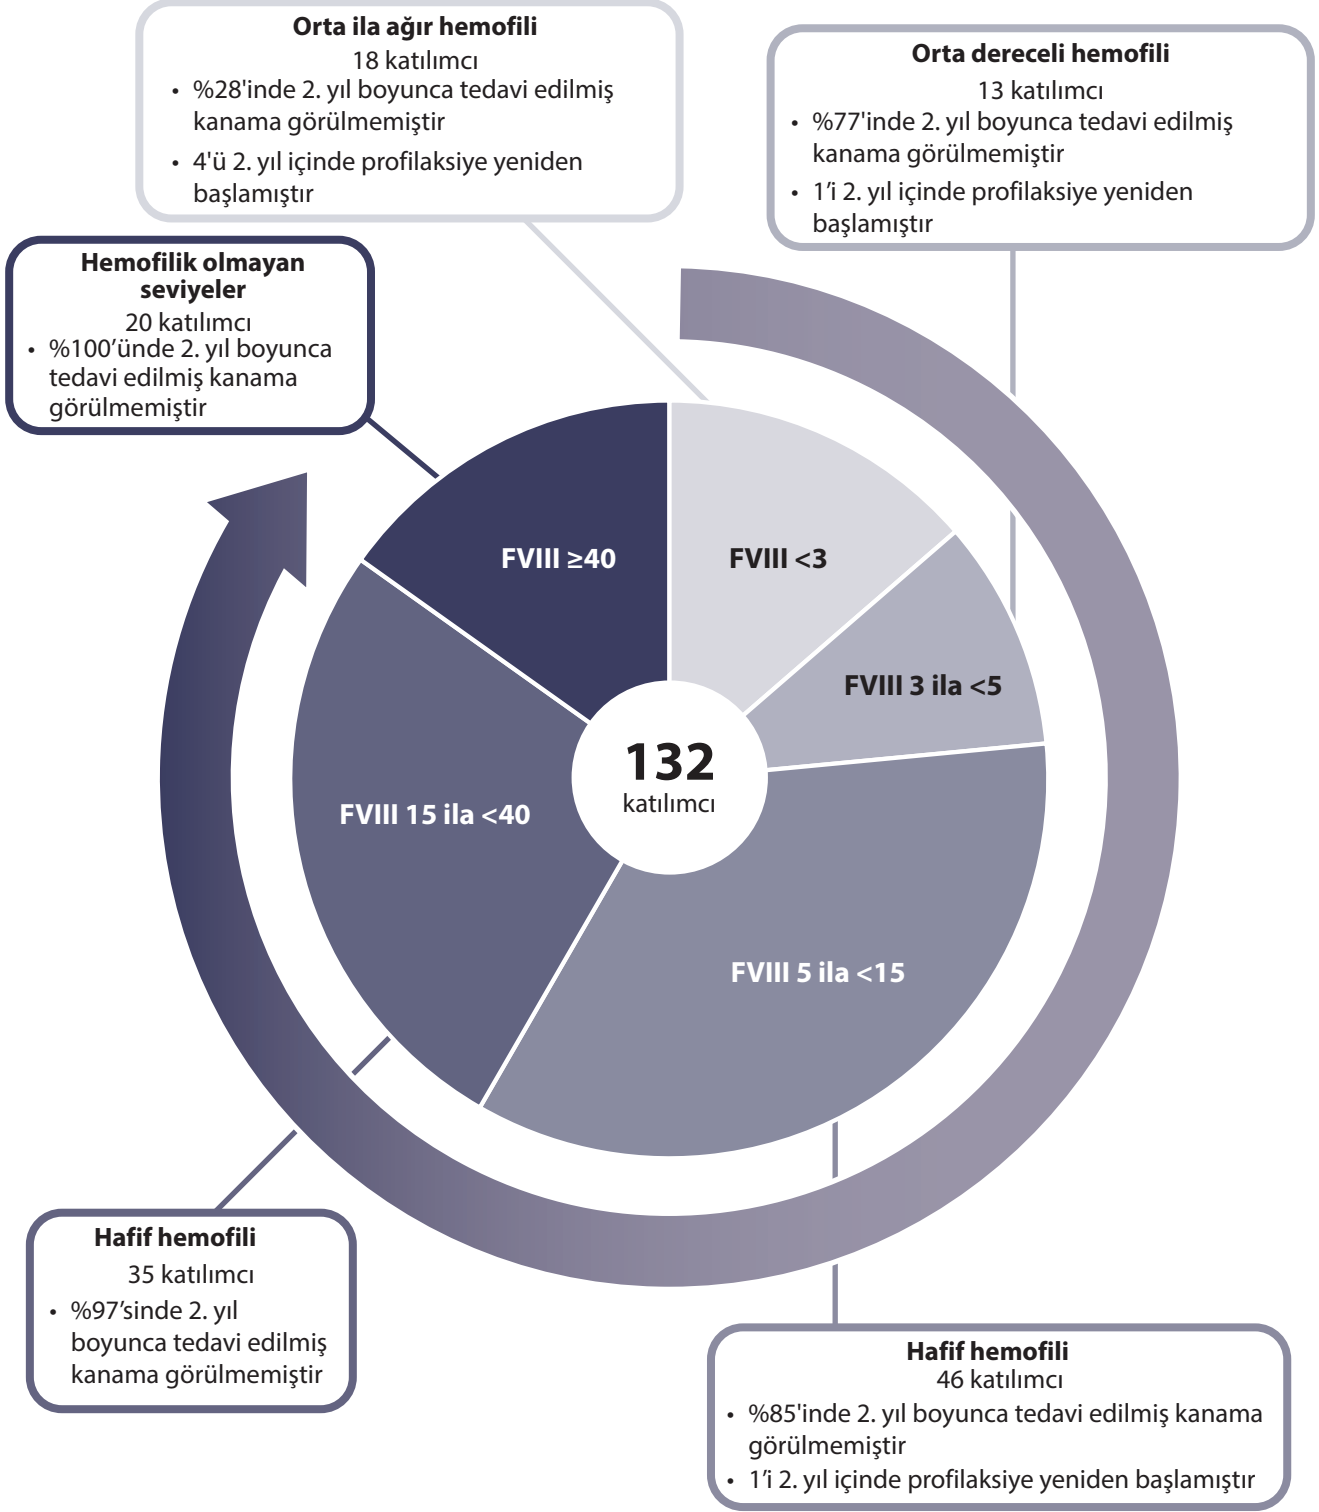 Orta ila ağır hemofili
18 katılımcı
• %28'inde 2. yıl boyunca tedavi edilmiş
kanama görülmemiştir
• 4'ü 2. yıl içinde profilaksiye yeniden
başlamıştır
Orta dereceli hemofili
13 katılımcı
• %77'inde 2. yıl boyunca tedavi edilmiş
kanama görülmemiştir
• 1'i 2. yıl içinde profilaksiye yeniden
başlamıştır
Hemofilik olmayan
seviyeler
20 katılımcı
• %100’ünde 2. yıl boyunca
tedavi edilmiş kanama
görülmemiştir
FVIII ≥40
FVIII <3
FVIII 3 ila <5
132
katılımcı
FVIII 15 ila <40
FVIII 5 ila <15
Hafif hemofili
35 katılımcı
• %97’sinde 2. yıl
boyunca tedavi edilmiş
kanama görülmemiştir
Hafif hemofili
46 katılımcı
• %85'inde 2. yıl boyunca tedavi edilmiş kanama
görülmemiştir
• 1’i 2. yıl içinde profilaksiye yeniden başlamıştır